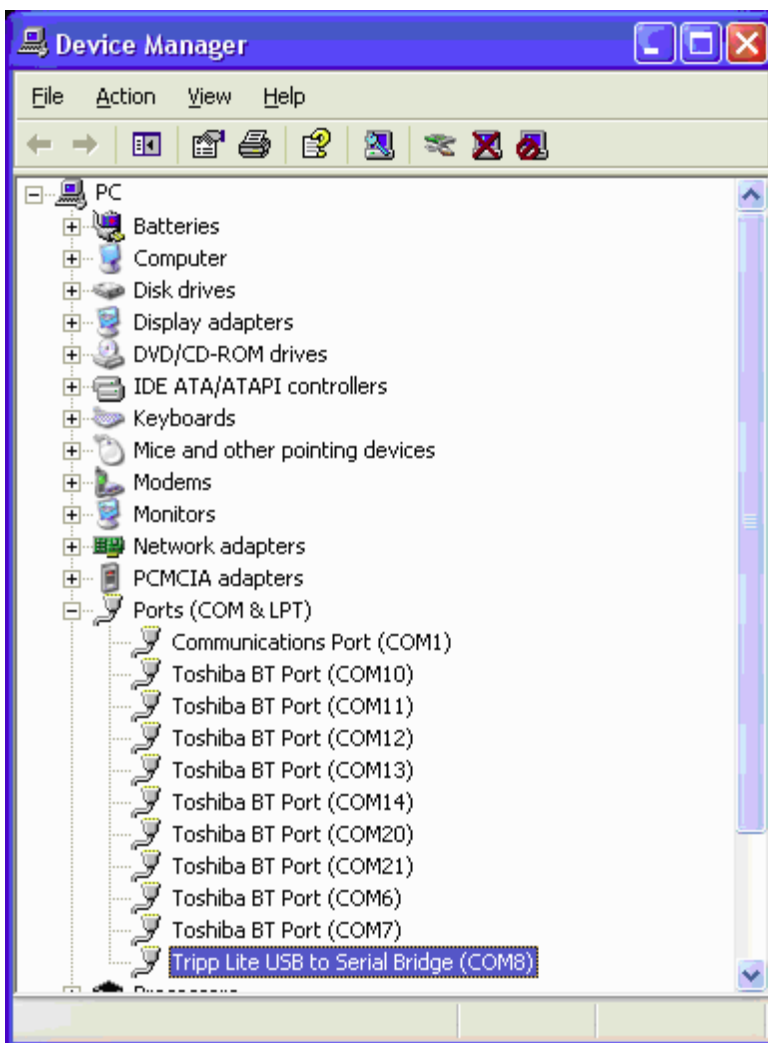 Device Manager
File Action View Help
PC
Batteries
Computer
Disk drives
Display adapters
DVD/CD-ROM drives
IDE ATA/ATAPI controllers
Keyboards
Mice and other pointing devices
Modems
Monitors
Network adapters
PCMCIA adapters
Ports (COM & LPT)
Communications Port (COM1)
Toshiba BT Port (COM10)
Toshiba BT Port (COM11)
Toshiba BT Port (COM12)
Toshiba BT Port (COM13)
Toshiba BT Port (COM14)
Toshiba BT Port (COM20)
Toshiba BT Port (COM21)
Toshiba BT Port (COM6)
Toshiba BT Port (COM7)
Tripp Lite USB to Serial Bridge (COM8)